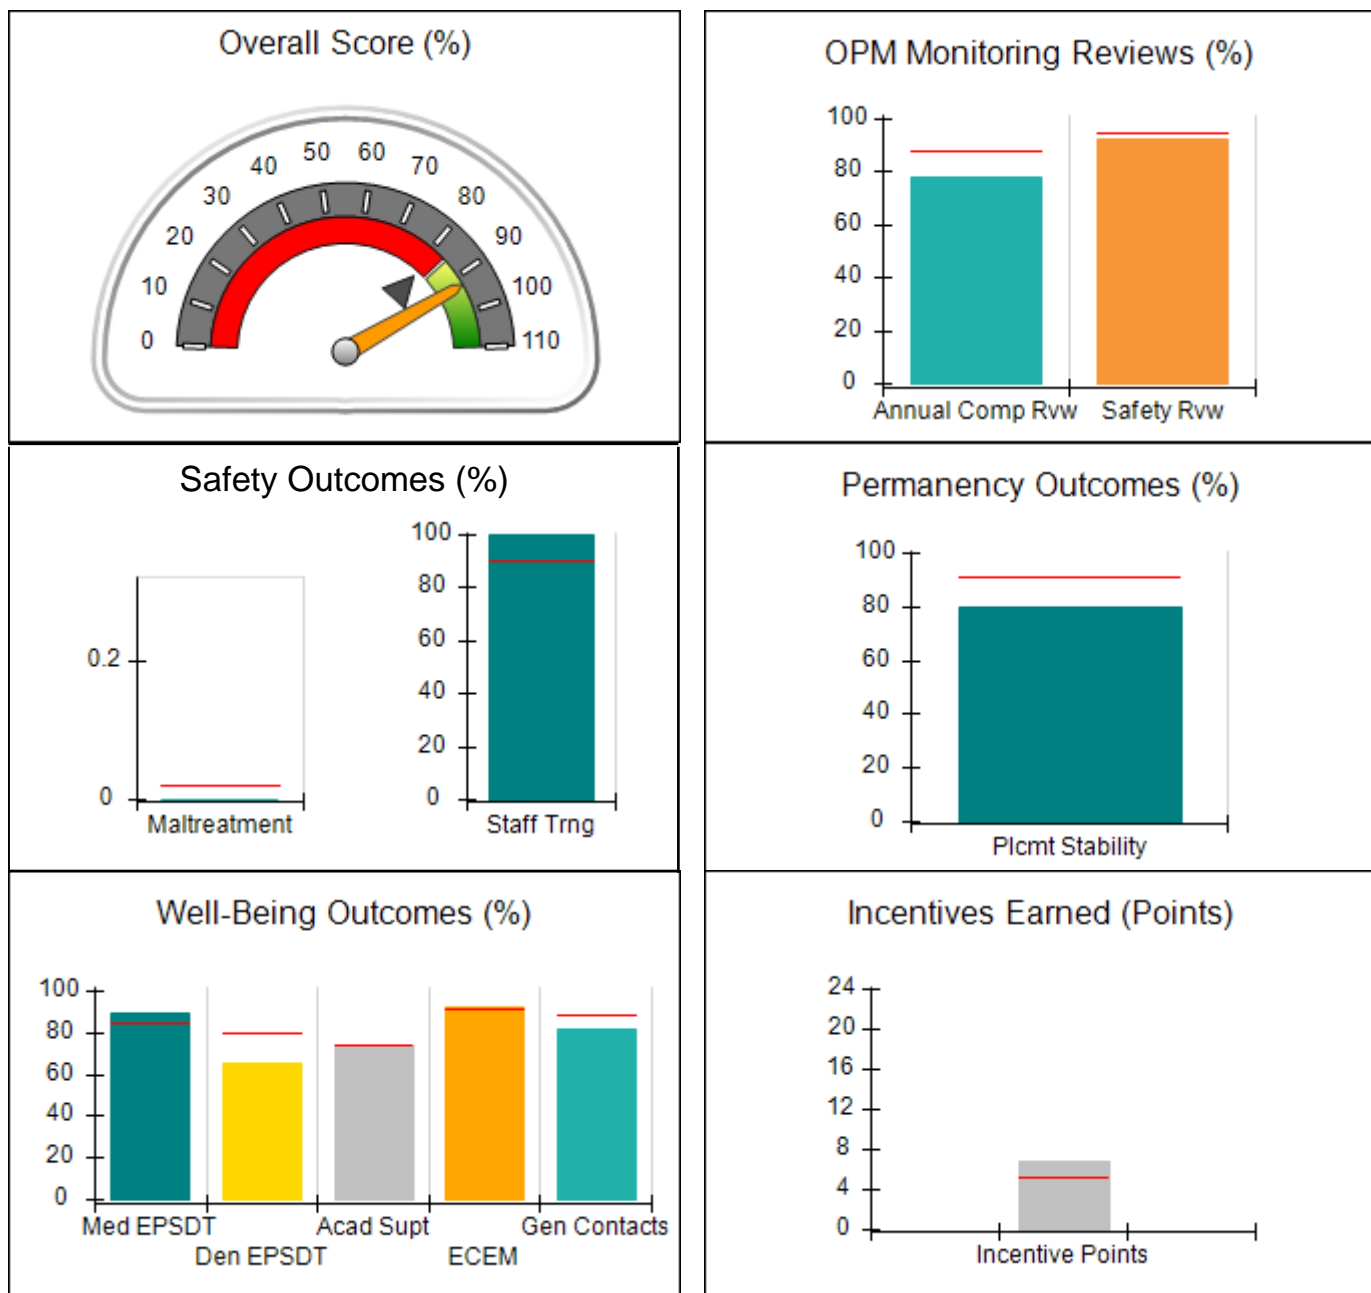 Overall Score (%)
0
10
20
30
40
50
60
70
80
90
100
110
OPM Monitoring Reviews (%)
100
80
60
40
20
0
Annual Comp Rvw
Safety Rvw
Safety Outcomes (%)
0.2
0
Maltreatment
100
80
60
40
20
0
Staff Trng
Permanency Outcomes (%)
100
80
60
40
20
0
Plcmt Stability
Well-Being Outcomes (%)
100
80
60
40
20
0
Med EPSDT
Den EPSDT
Acad Supt
ECEM
Gen Contacts
Incentives Earned (Points)
24
20
16
12
8
4
0
Incentive Points